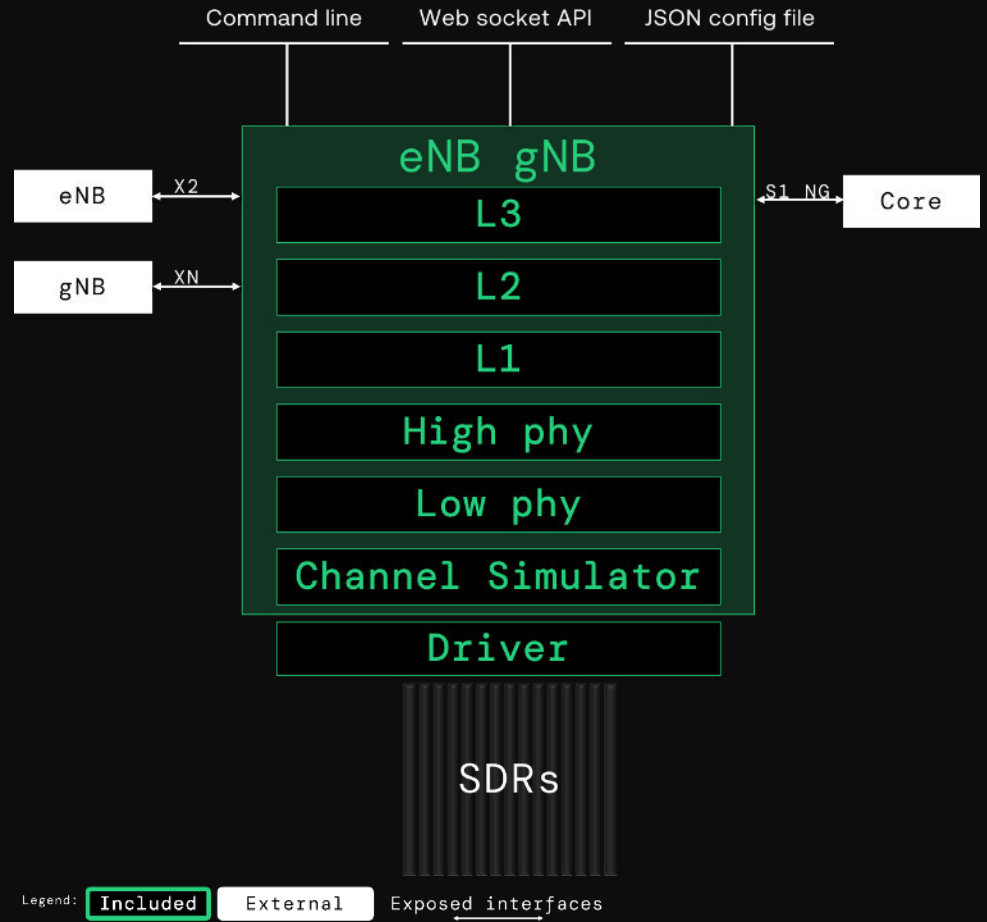 Command line
Web socket API
JSON config file
eNB gNB
eNB
X2
L3
S1 NG
Core
gNB
XN
L2
L1
High phy
Low phy
Channel Simulator
Driver
SDRs
Legend:
Included
External
Exposed interfaces